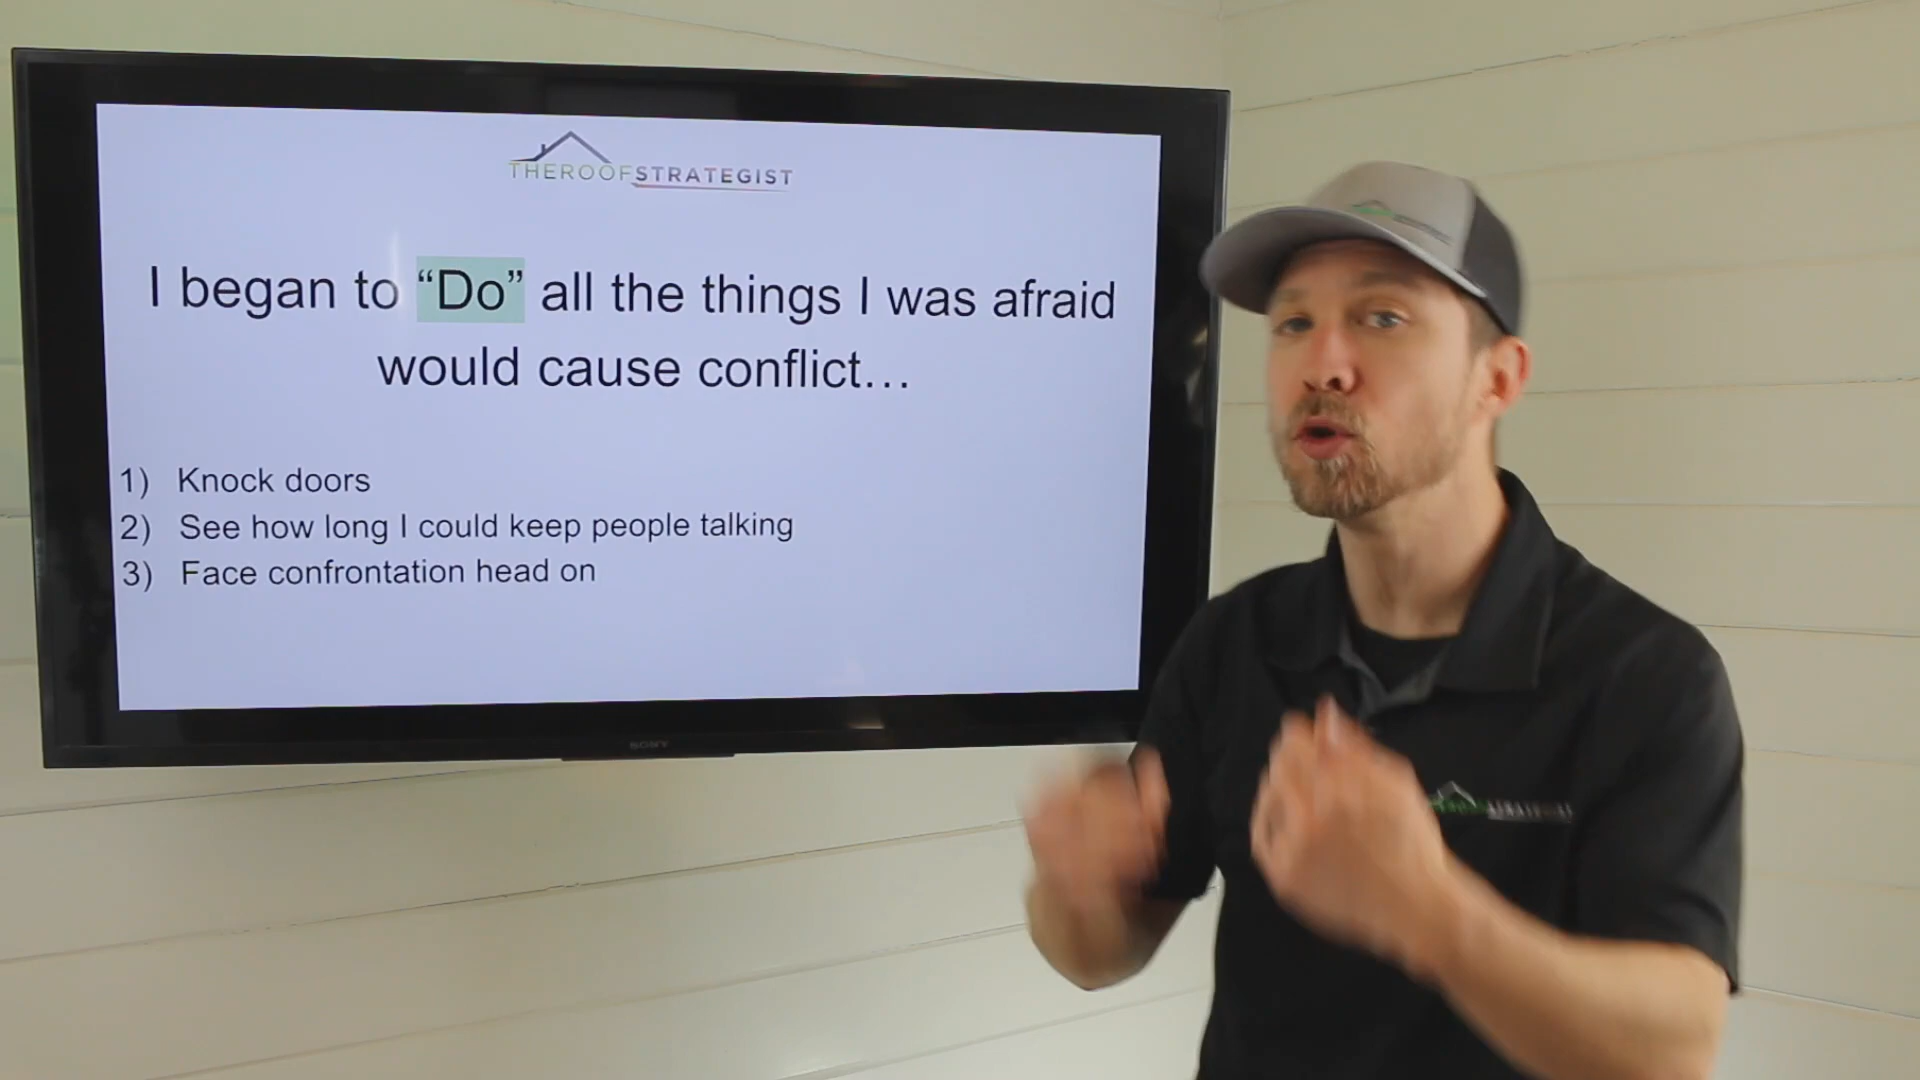 THEROOFSTRATEGIST
I began to “Do” all the things I was afraid
would cause conflict...
1) Knock doors
2) See how long I could keep people talking
3) Face confrontation head on
SONY